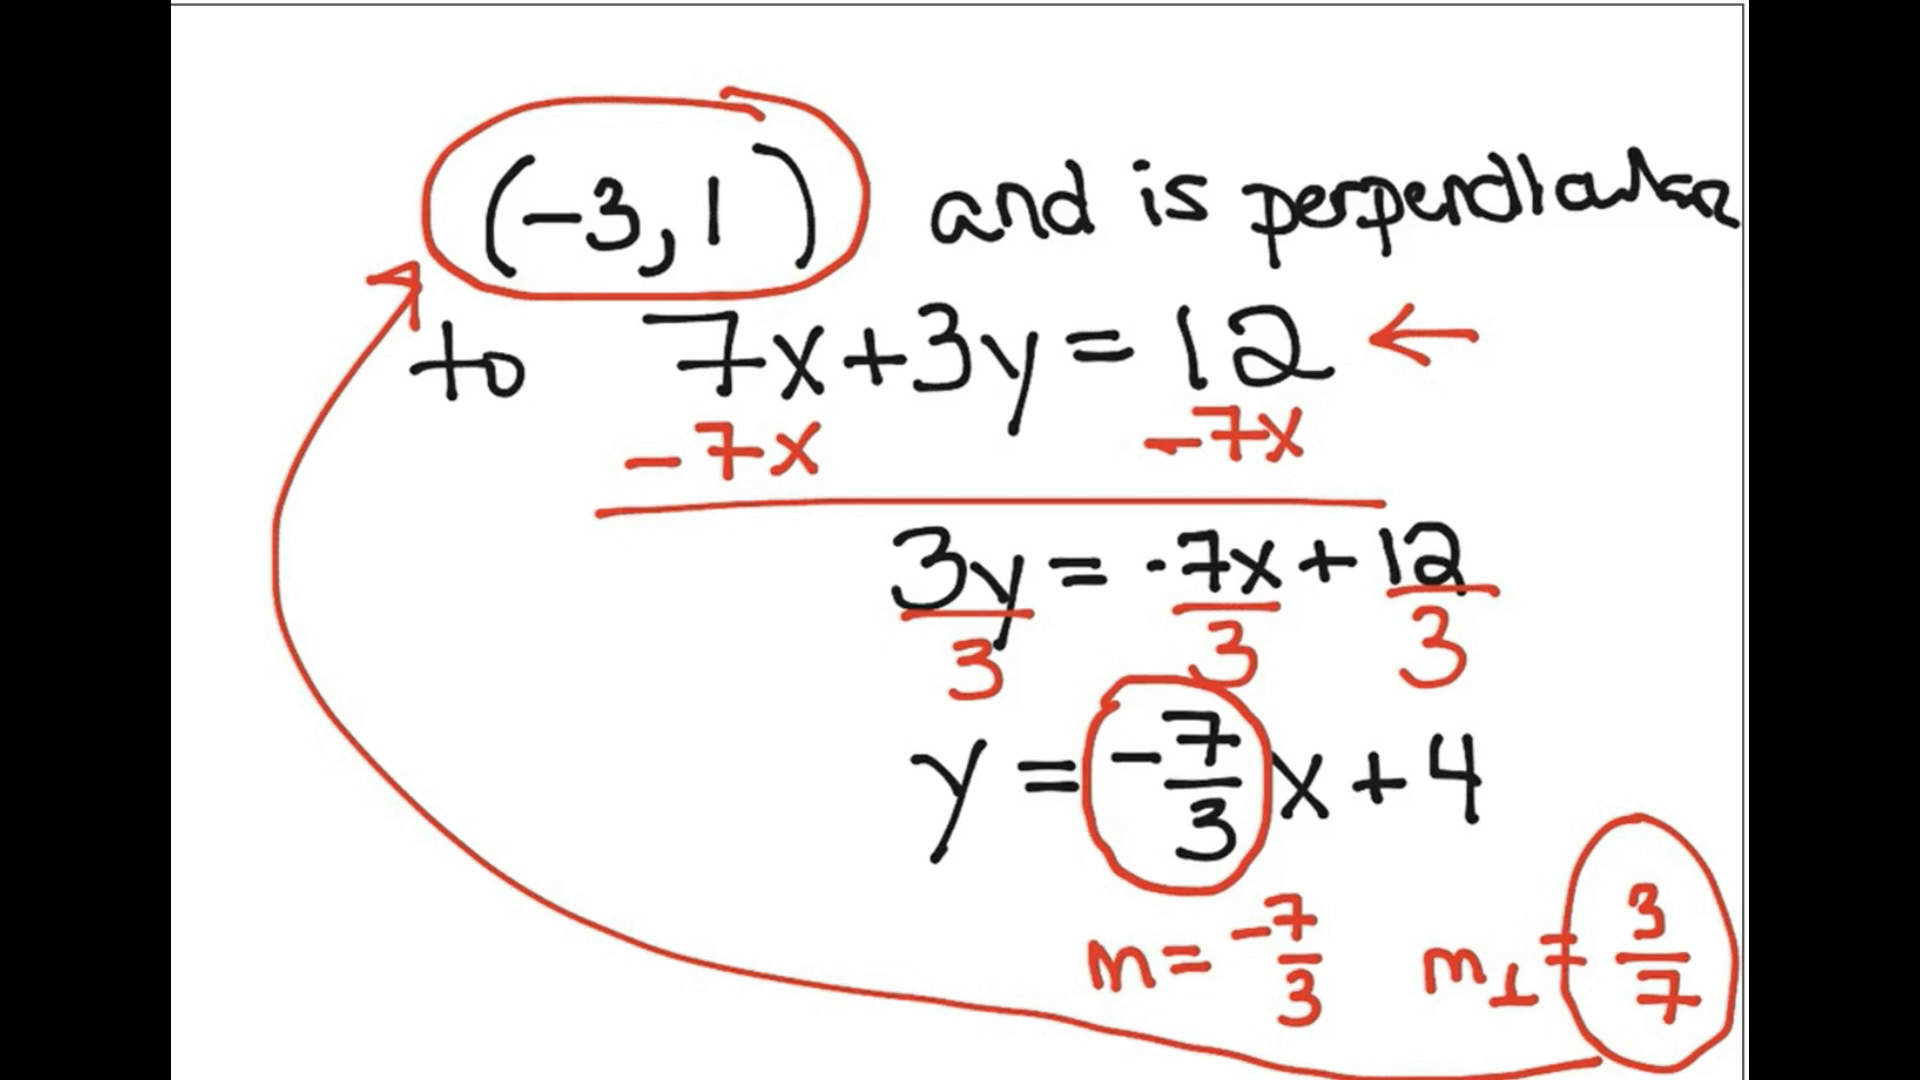 (-3,1) and is perpendicular
to 7x+3y=12 ←
-7x -7x
3y = -7x + 12
3 3 3
y = -7/3 x + 4
m = -7/3 m⊥ = 3/7